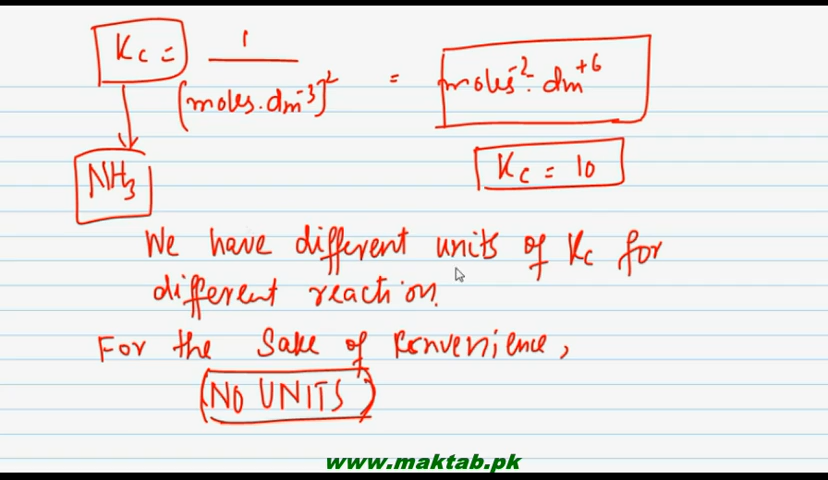 Kc = 1 / (moles.dm⁻³)² = moles⁻². dm⁺⁶
NH₃
Kc = 10
We have different units of Kc for
different reaction.
For the Sake of Convenience,
(NO UNITS)
www.maktab.pk